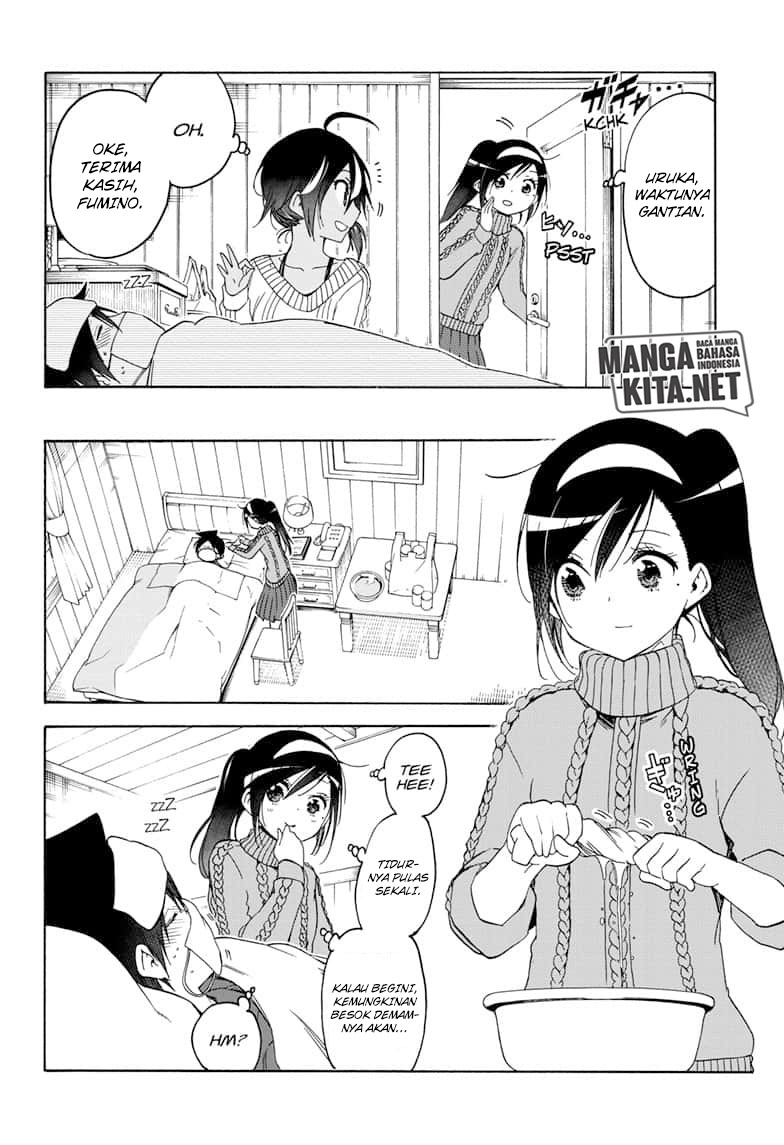 ガチャ...
KCHK
URUKA,
WAKTUNYA
GANTIAN.
ヒソ...
PSST
OH.
OKE,
TERIMA
KASIH,
FUMINO.
zzZ
MANGA
KITA.NET
BACA MANGA
BAHASA
INDONESIA
WRING
ギュ...
TEE
HEE!
TIDUR-
NYA PULAS
SEKALI.
KALAU BEGINI,
KEMUNGKINAN
BESOK DEMAM-
NYA AKAN...
zzZ
zzZ
HM?